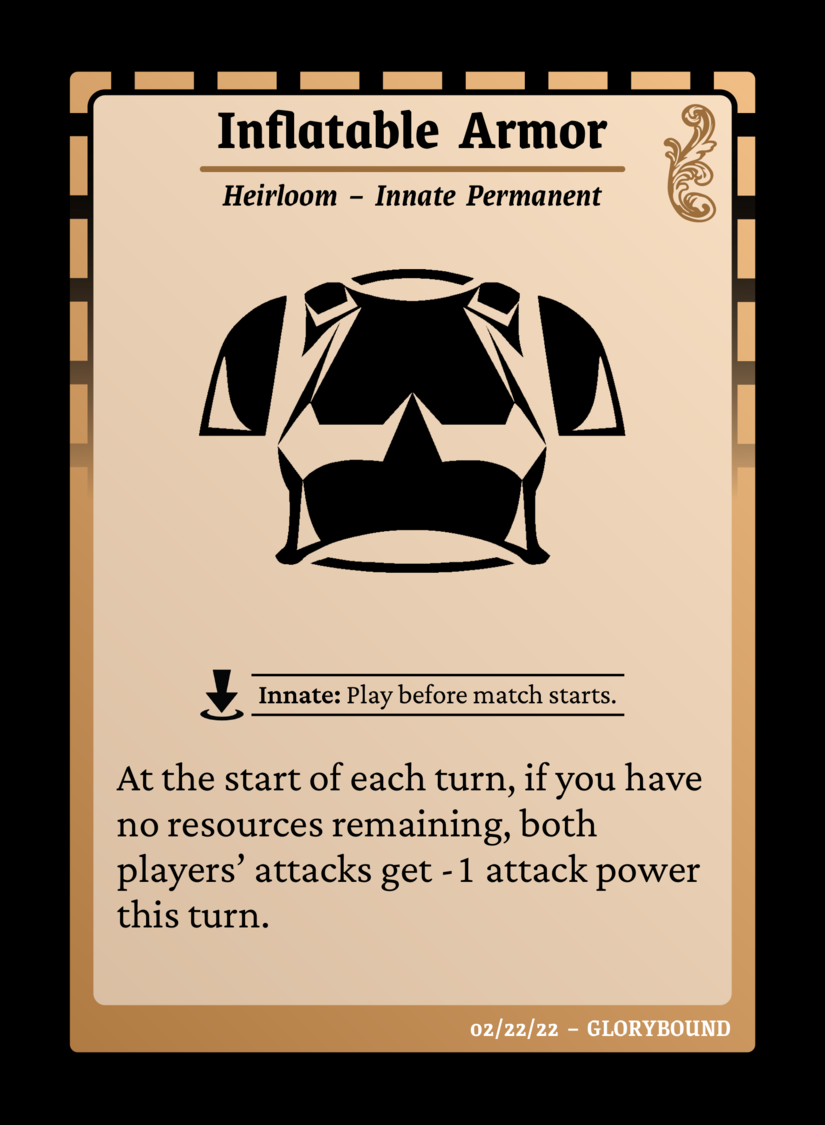 Inflatable Armor
Heirloom – Innate Permanent
Innate: Play before match starts.
At the start of each turn, if you have
no resources remaining, both
players’ attacks get -1 attack power
this turn.
02/22/22 – GLORYBOUND